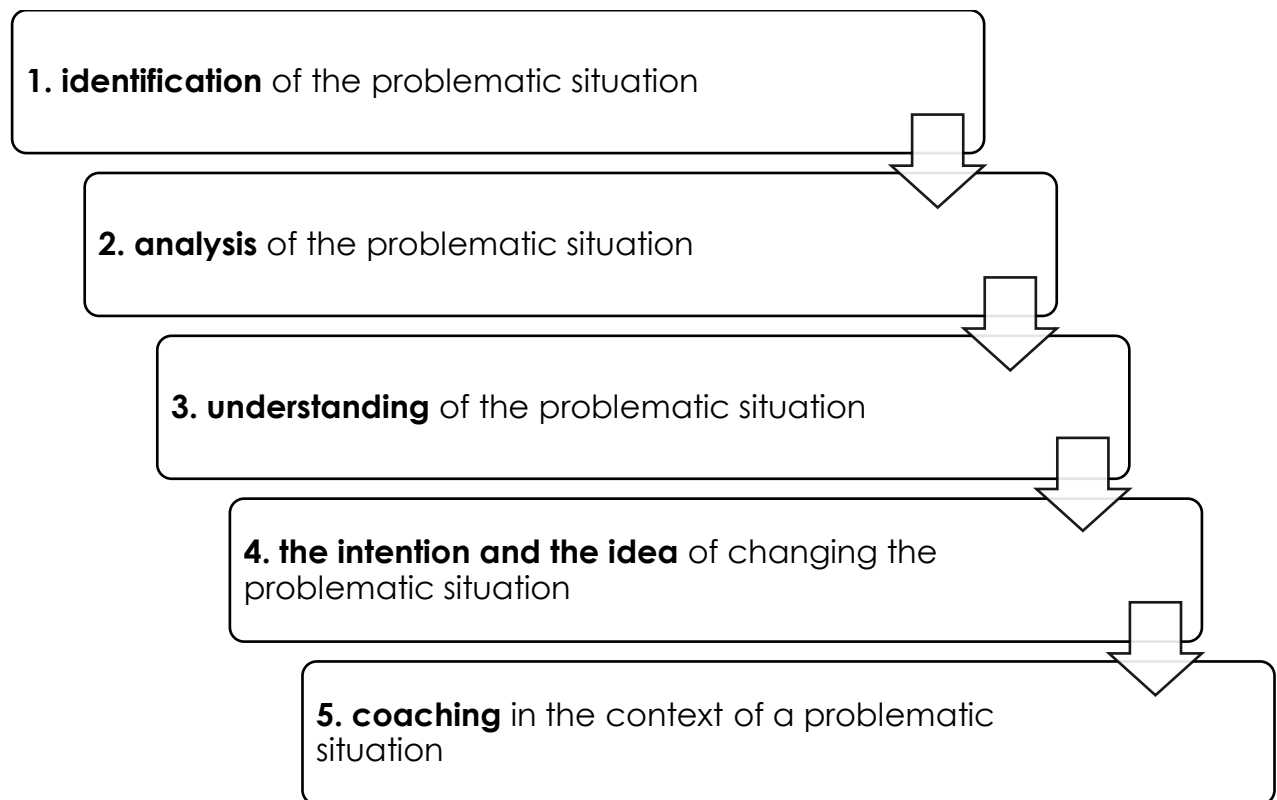 1. identification of the problematic situation
2. analysis of the problematic situation
3. understanding of the problematic situation
4. the intention and the idea of changing the
problematic situation
5. coaching in the context of a problematic
situation